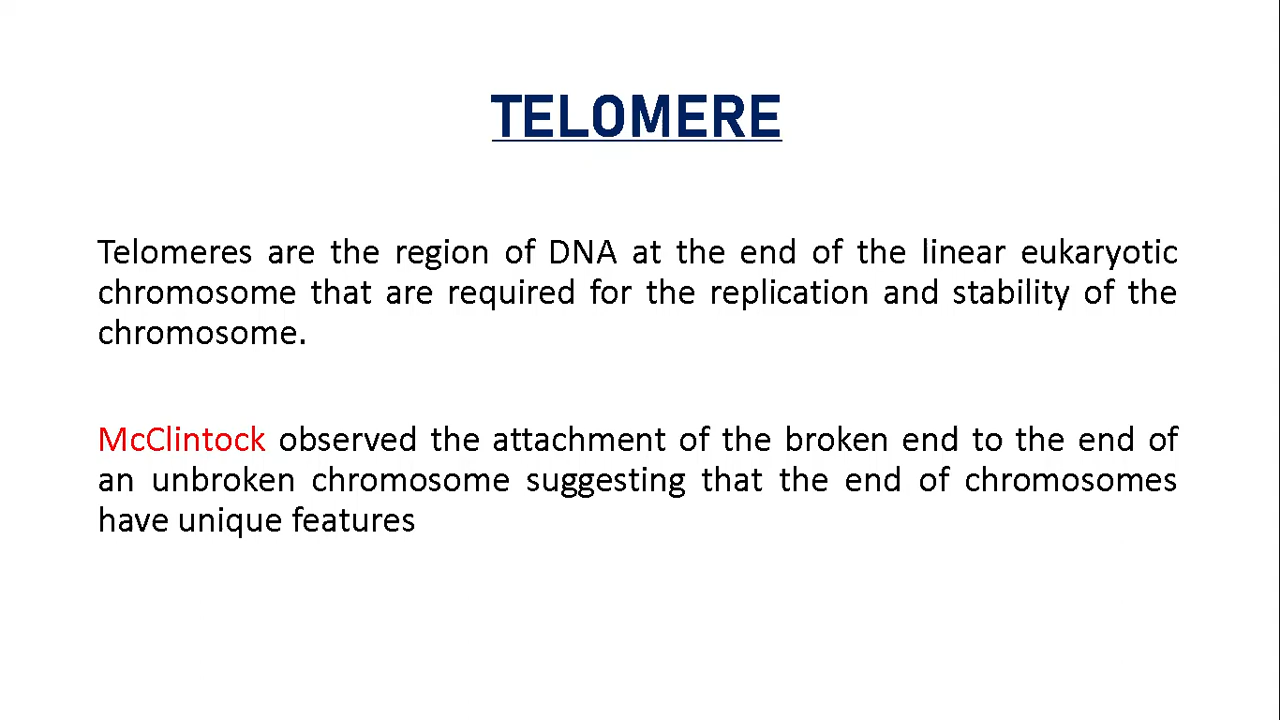 TELOMERE
Telomeres are the region of DNA at the end of the linear eukaryotic
chromosome that are required for the replication and stability of the
chromosome.
McClintock observed the attachment of the broken end to the end of
an unbroken chromosome suggesting that the end of chromosomes
have unique features